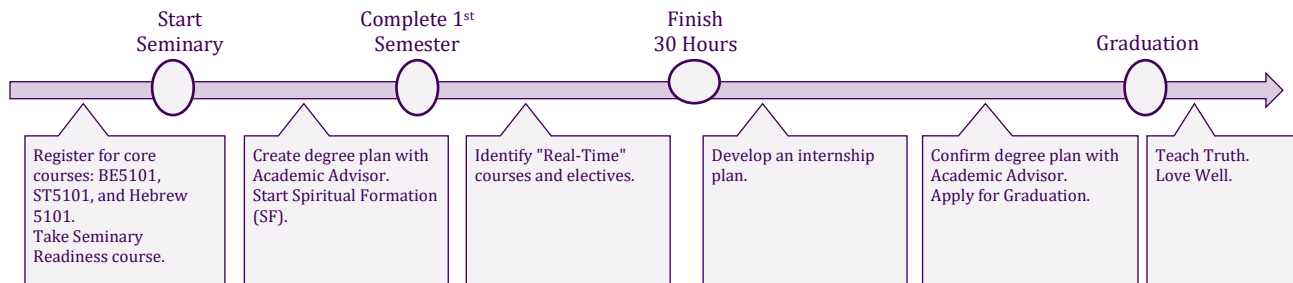 Start
Seminary
Complete 1st
Semester
Finish
30 Hours
Graduation
Register for core
courses: BE5101,
ST5101, and Hebrew
5101.
Take Seminary
Readiness course.
Create degree plan with
Academic Advisor.
Start Spiritual Formation
(SF).
Identify "Real-Time"
courses and electives.
Develop an internship
plan.
Confirm degree plan with
Academic Advisor.
Apply for Graduation.
Teach Truth.
Love Well.